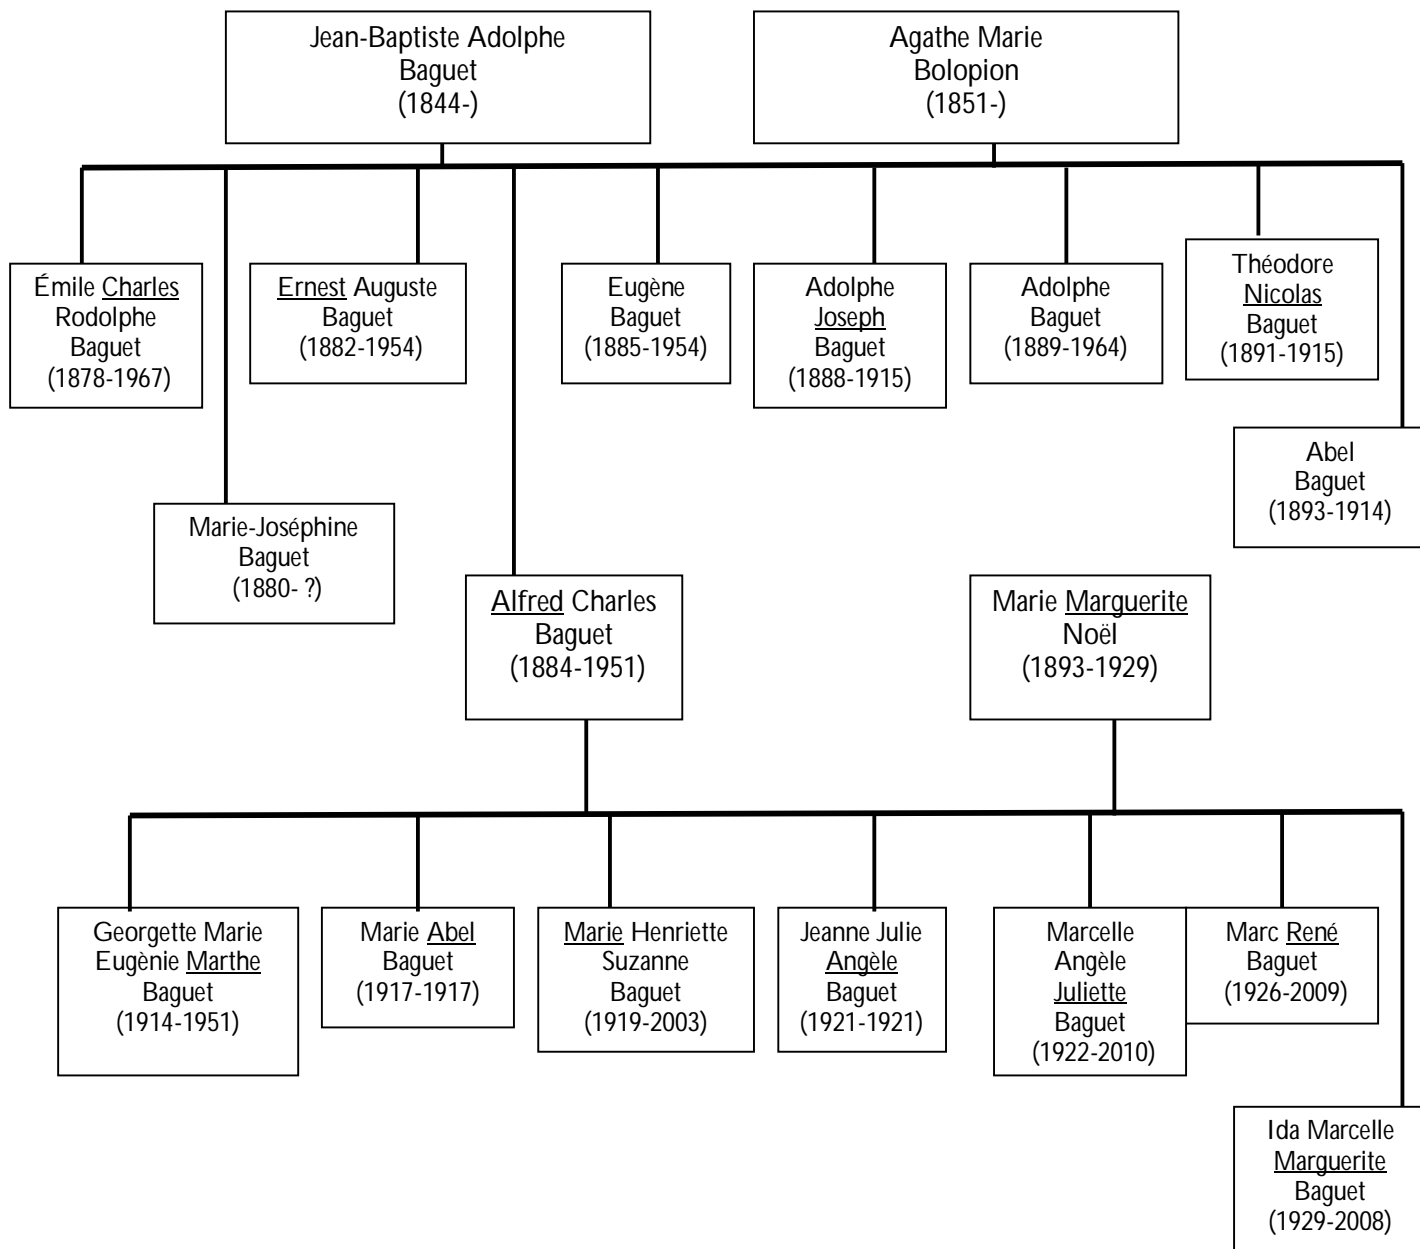 Jean-Baptiste Adolphe
Baguet
(1844-)
Agathe Marie
Bolopion
(1851-)
Émile Charles
Rodolphe
Baguet
(1878-1967)
Ernest Auguste
Baguet
(1882-1954)
Eugène
Baguet
(1885-1954)
Adolphe
Joseph
Baguet
(1888-1915)
Adolphe
Baguet
(1889-1964)
Théodore
Nicolas
Baguet
(1891-1915)
Abel
Baguet
(1893-1914)
Marie-Joséphine
Baguet
(1880- ?)
Alfred Charles
Baguet
(1884-1951)
Marie Marguerite
Noël
(1893-1929)
Georgette Marie
Eugènie Marthe
Baguet
(1914-1951)
Marie Abel
Baguet
(1917-1917)
Marie Henriette
Suzanne
Baguet
(1919-2003)
Jeanne Julie
Angèle
Baguet
(1921-1921)
Marcelle
Angèle
Juliette
Baguet
(1922-2010)
Marc René
Baguet
(1926-2009)
Ida Marcelle
Marguerite
Baguet
(1929-2008)